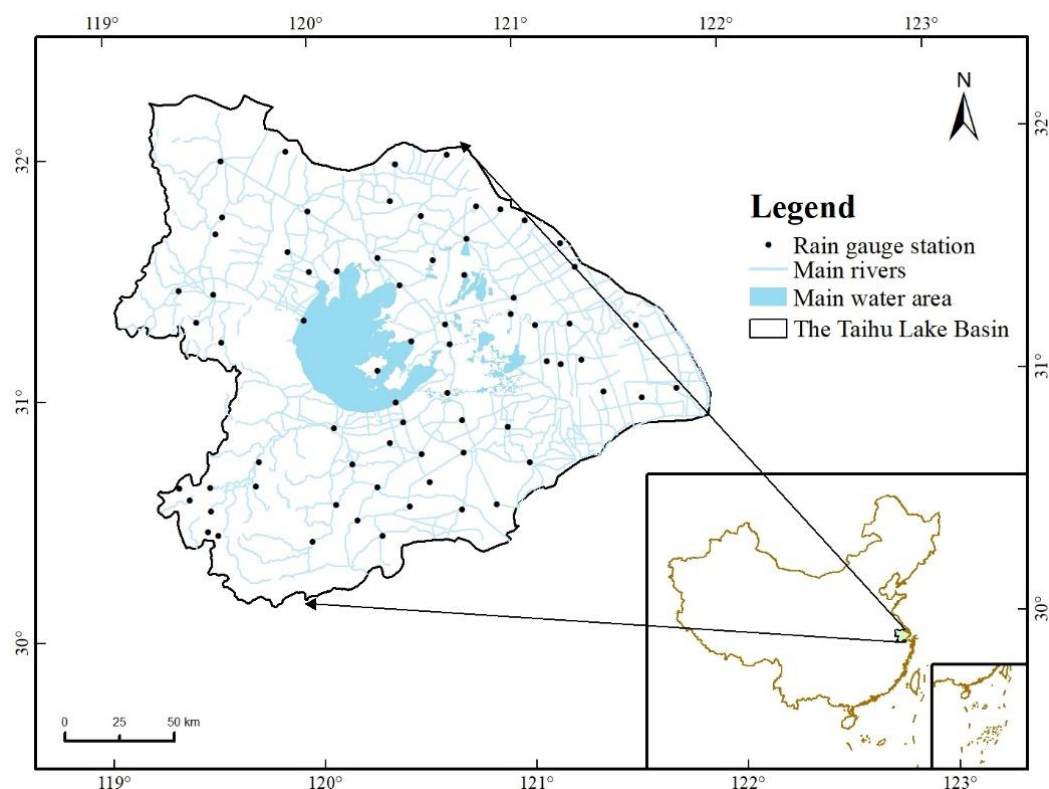 119° 120° 121° 122° 123°
N
32° 32°
Legend
Rain gauge station
Main rivers
Main water area
The Taihu Lake Basin
31° 31°
30° 30°
0 25 50 km
119° 120° 121° 122° 123°